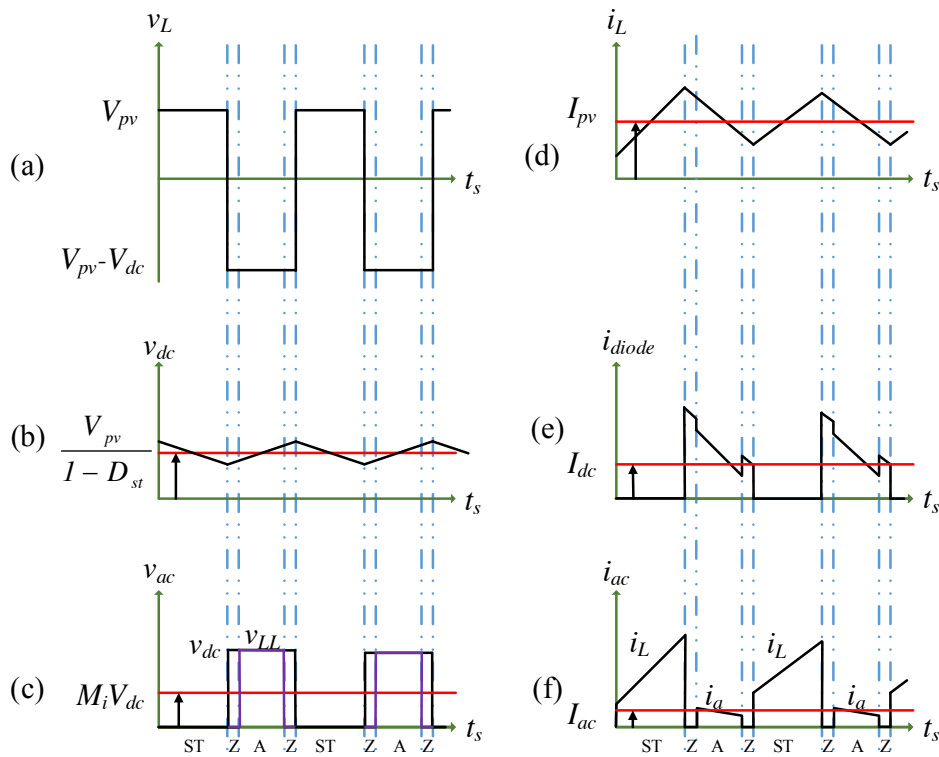 v_L
V_pv
(a)
t_s
V_pv-V_dc
i_L
I_pv
(d)
t_s
v_dc
(b)
V_pv
1 – D_st
t_s
i_diode
(e)
I_dc
t_s
v_ac
v_dc
v_LL
(c)
M_iV_dc
t_s
ST Z A Z ST Z A Z
i_ac
i_L
i_L
(f)
i_a
i_a
I_ac
t_s
ST Z A Z ST Z A Z